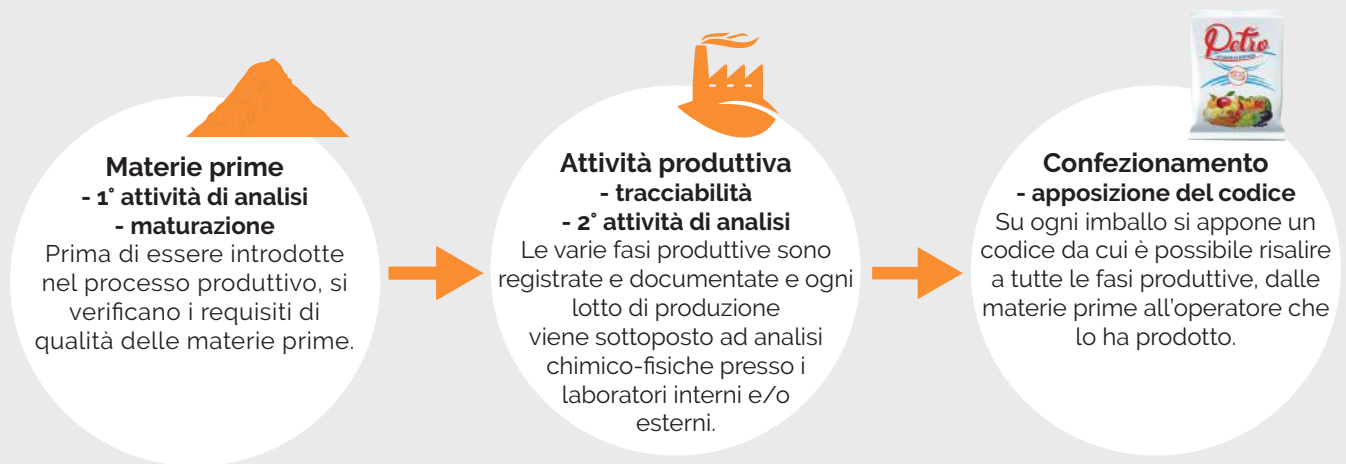 Materie prime
- 1° attività di analisi
- maturazione
Prima di essere introdotte
nel processo produttivo, si
verificano i requisiti di
qualità delle materie prime.
Attività produttiva
- tracciabilità
- 2° attività di analisi
Le varie fasi produttive sono
registrate e documentate e ogni
lotto di produzione
viene sottoposto ad analisi
chimico-fisiche presso i
laboratori interni e/o
esterni.
Petro
Confezionamento
- apposizione del codice
Su ogni imballo si appone un
codice da cui è possibile risalire
a tutte le fasi produttive, dalle
materie prime all'operatore che
lo ha prodotto.